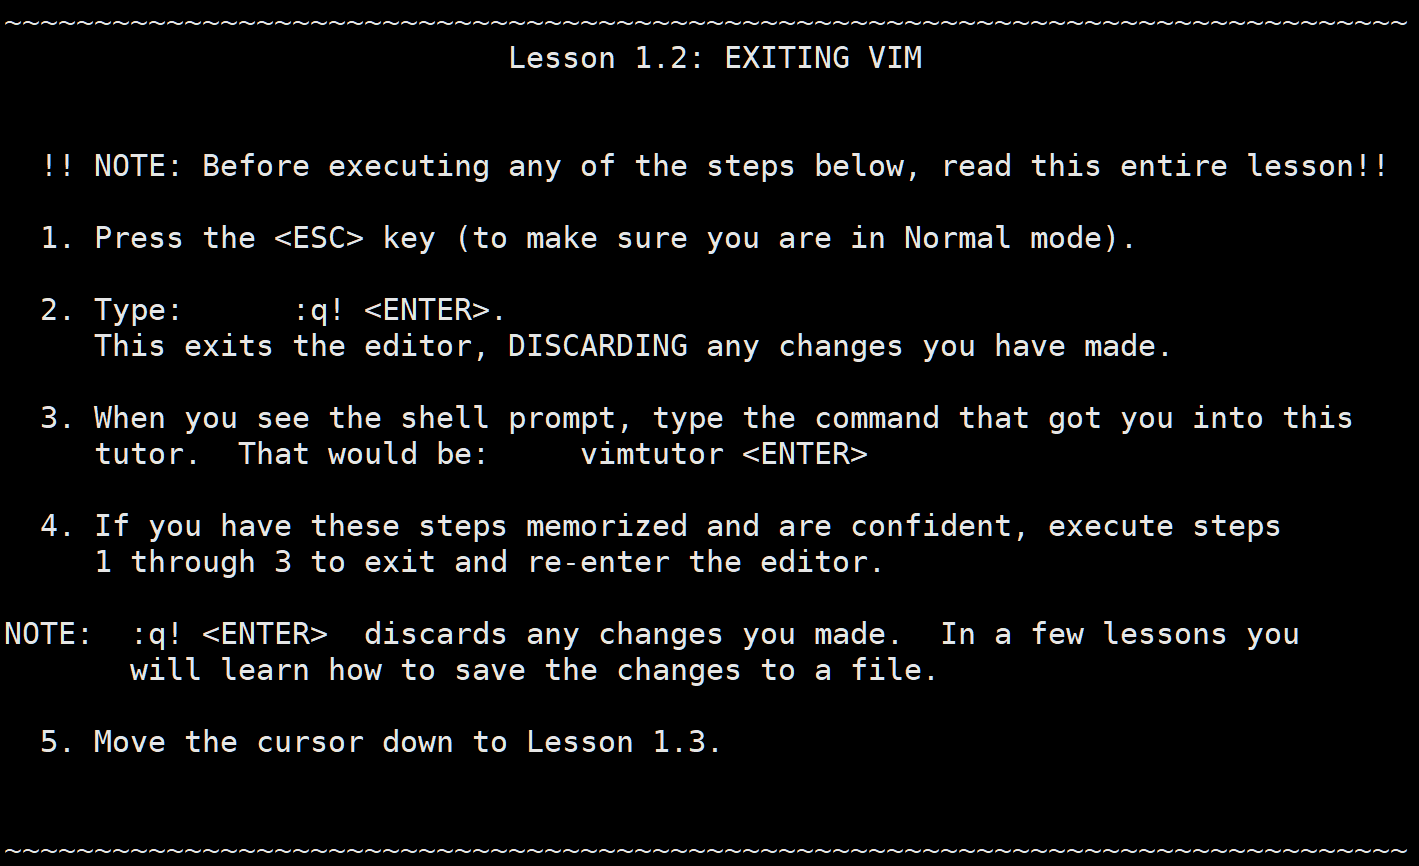 ~~~~~~~~~~~~~~~~~~~~~~~~~~~~~~~~~~~~~~~~~~~~~~~~~~~~~~~~~~~~~~~~~~~~~~~~~~~~~~
Lesson 1.2: EXITING VIM
!! NOTE: Before executing any of the steps below, read this entire lesson!!
1. Press the <ESC> key (to make sure you are in Normal mode).
2. Type:      :q! <ENTER>.
This exits the editor, DISCARDING any changes you have made.
3. When you see the shell prompt, type the command that got you into this
tutor.  That would be:     vimtutor <ENTER>
4. If you have these steps memorized and are confident, execute steps
1 through 3 to exit and re-enter the editor.
NOTE:  :q! <ENTER>  discards any changes you made.  In a few lessons you
will learn how to save the changes to a file.
5. Move the cursor down to Lesson 1.3.
~~~~~~~~~~~~~~~~~~~~~~~~~~~~~~~~~~~~~~~~~~~~~~~~~~~~~~~~~~~~~~~~~~~~~~~~~~~~~~